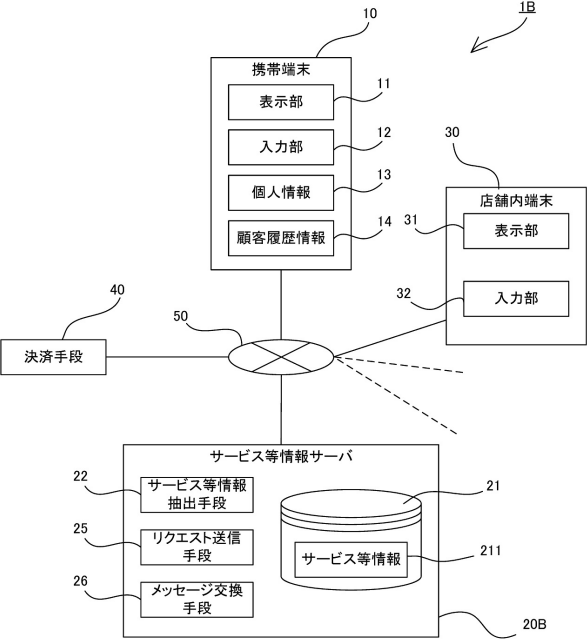 1B
10
携帯端末
表示部
11
入力部
12
個人情報
13
顧客履歴情報
14
30
店舗内端末
31
表示部
32
入力部
40
決済手段
50
サービス等情報サーバ
22
サービス等情報
抽出手段
25
リクエスト送信
手段
26
メッセージ交換
手段
21
サービス等情報
211
20B